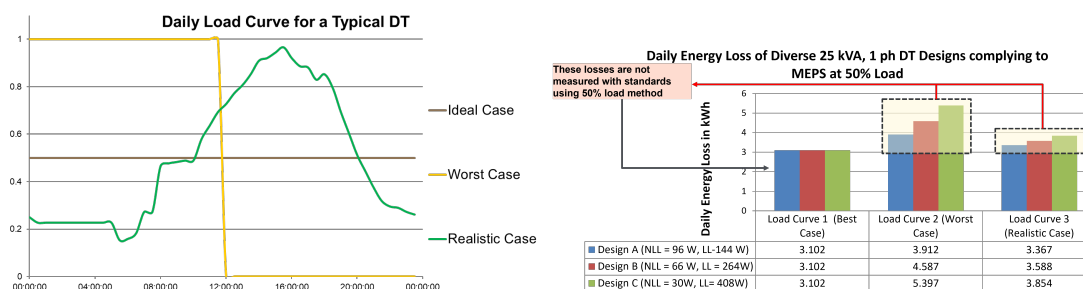 Daily Load Curve for a Typical DT
1
0.8
0.6
0.4
0.2
0
00:00:00
04:00:00
08:00:00
12:00:00
16:00:00
20:00:00
00:00:00
Ideal Case
Worst Case
Realistic Case
Daily Energy Loss of Diverse 25 kVA, 1 ph DT Designs complying to
MEPS at 50% Load
These losses are not
measured with standards
using 50% load method
Daily Energy Loss in kWh
6
5
4
3
2
1
0
Load Curve 1 (Best
Case)
Load Curve 2 (Worst
Case)
Load Curve 3
(Realistic Case)
Design A (NLL = 96 W, LL-144 W) 3.102 3.912 3.367
Design B (NLL = 66 W, LL = 264W) 3.102 4.587 3.588
Design C (NLL = 30W, LL= 408W) 3.102 5.397 3.854